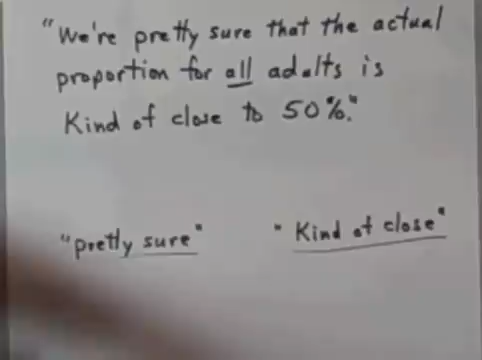 "We're pretty sure that the actual
proportion for all adults is
Kind of close to 50%."
"pretty sure" "Kind of close"